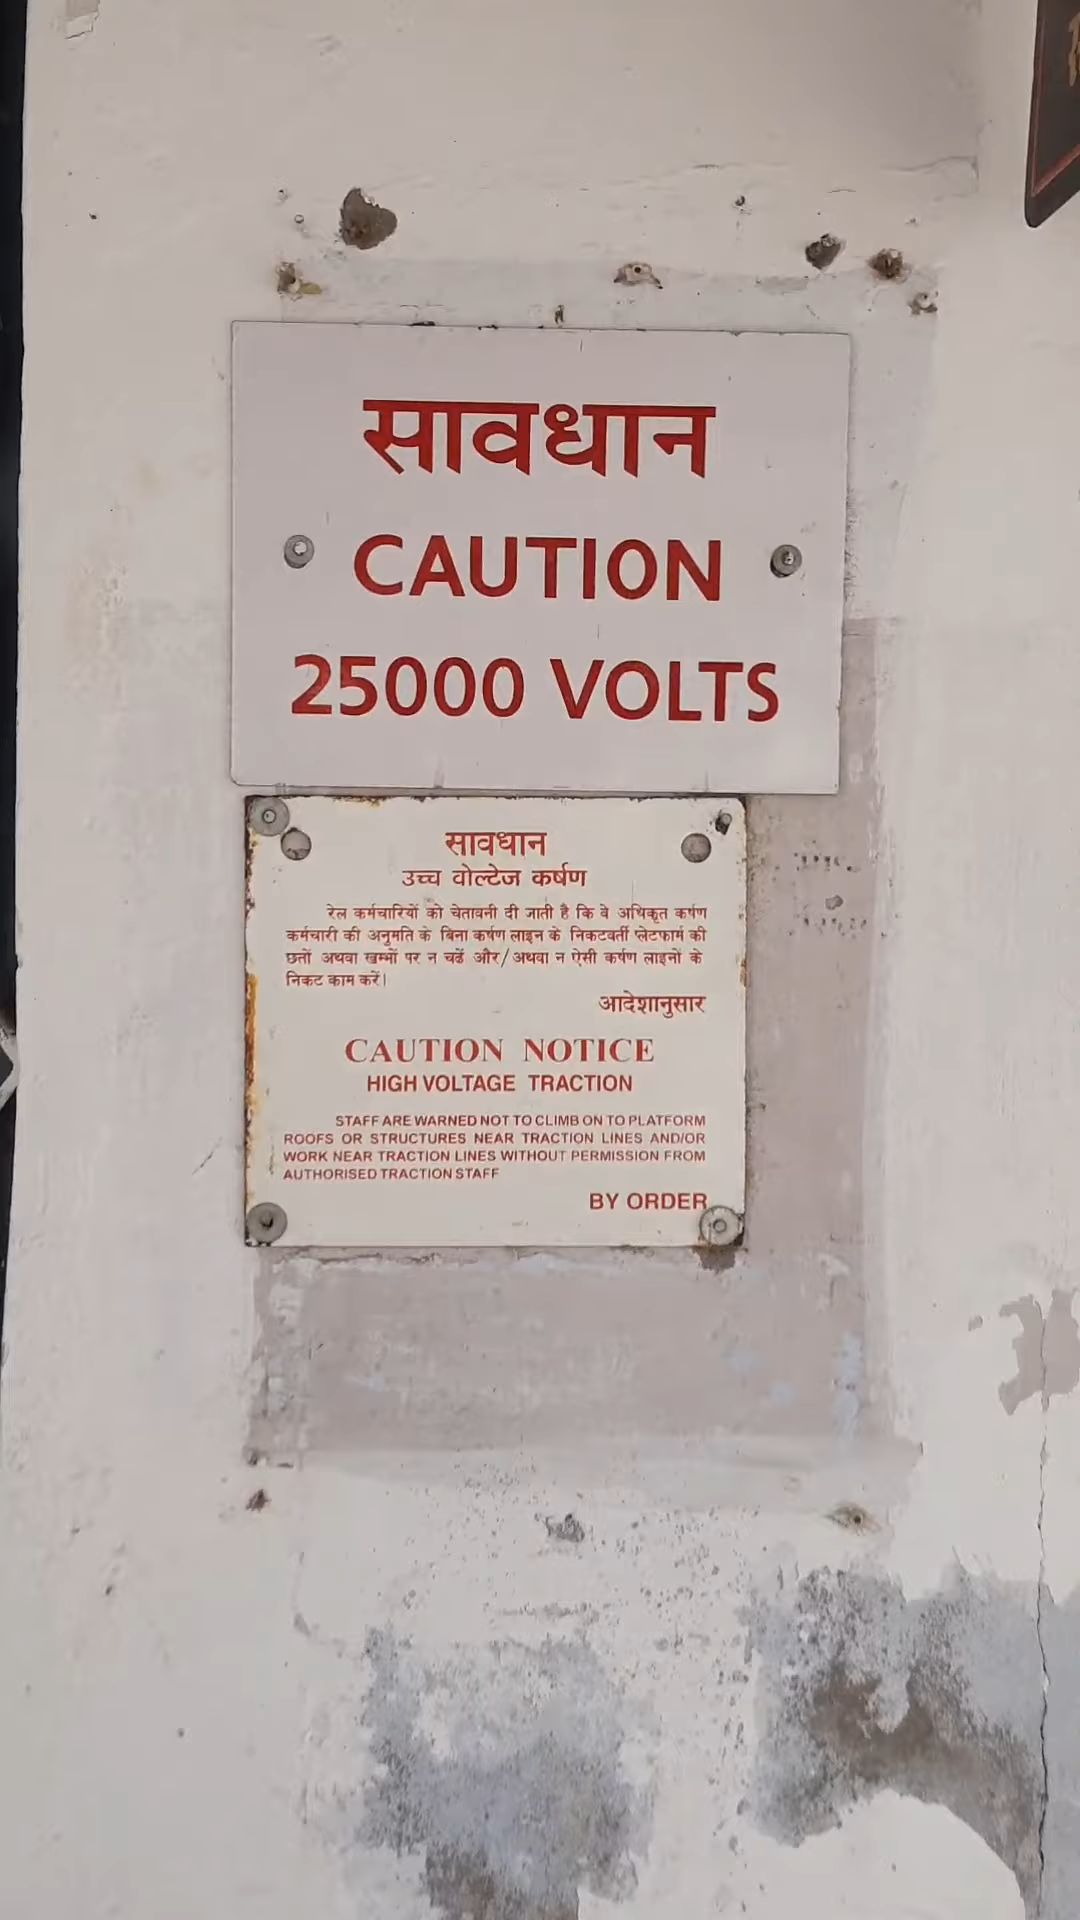 सावधान
CAUTION
25000 VOLTS
सावधान
उच्च वोल्टेज कर्षण
रेल कर्मचारियों को चेतावनी दी जाती है कि वे अधिकृत कर्षण
कर्मचारी की अनुमति के बिना कर्षण लाइन के निकटवर्ती प्लेटफार्म की
छतों अथवा खम्भों पर न चढें और/अथवा न ऐसी कर्षण लाइनों के
निकट काम करें।
आदेशानुसार
CAUTION NOTICE
HIGH VOLTAGE TRACTION
STAFF ARE WARNED NOT TO CLIMB ON TO PLATFORM
ROOFS OR STRUCTURES NEAR TRACTION LINES AND/OR
WORK NEAR TRACTION LINES WITHOUT PERMISSION FROM
AUTHORISED TRACTION STAFF
BY ORDER